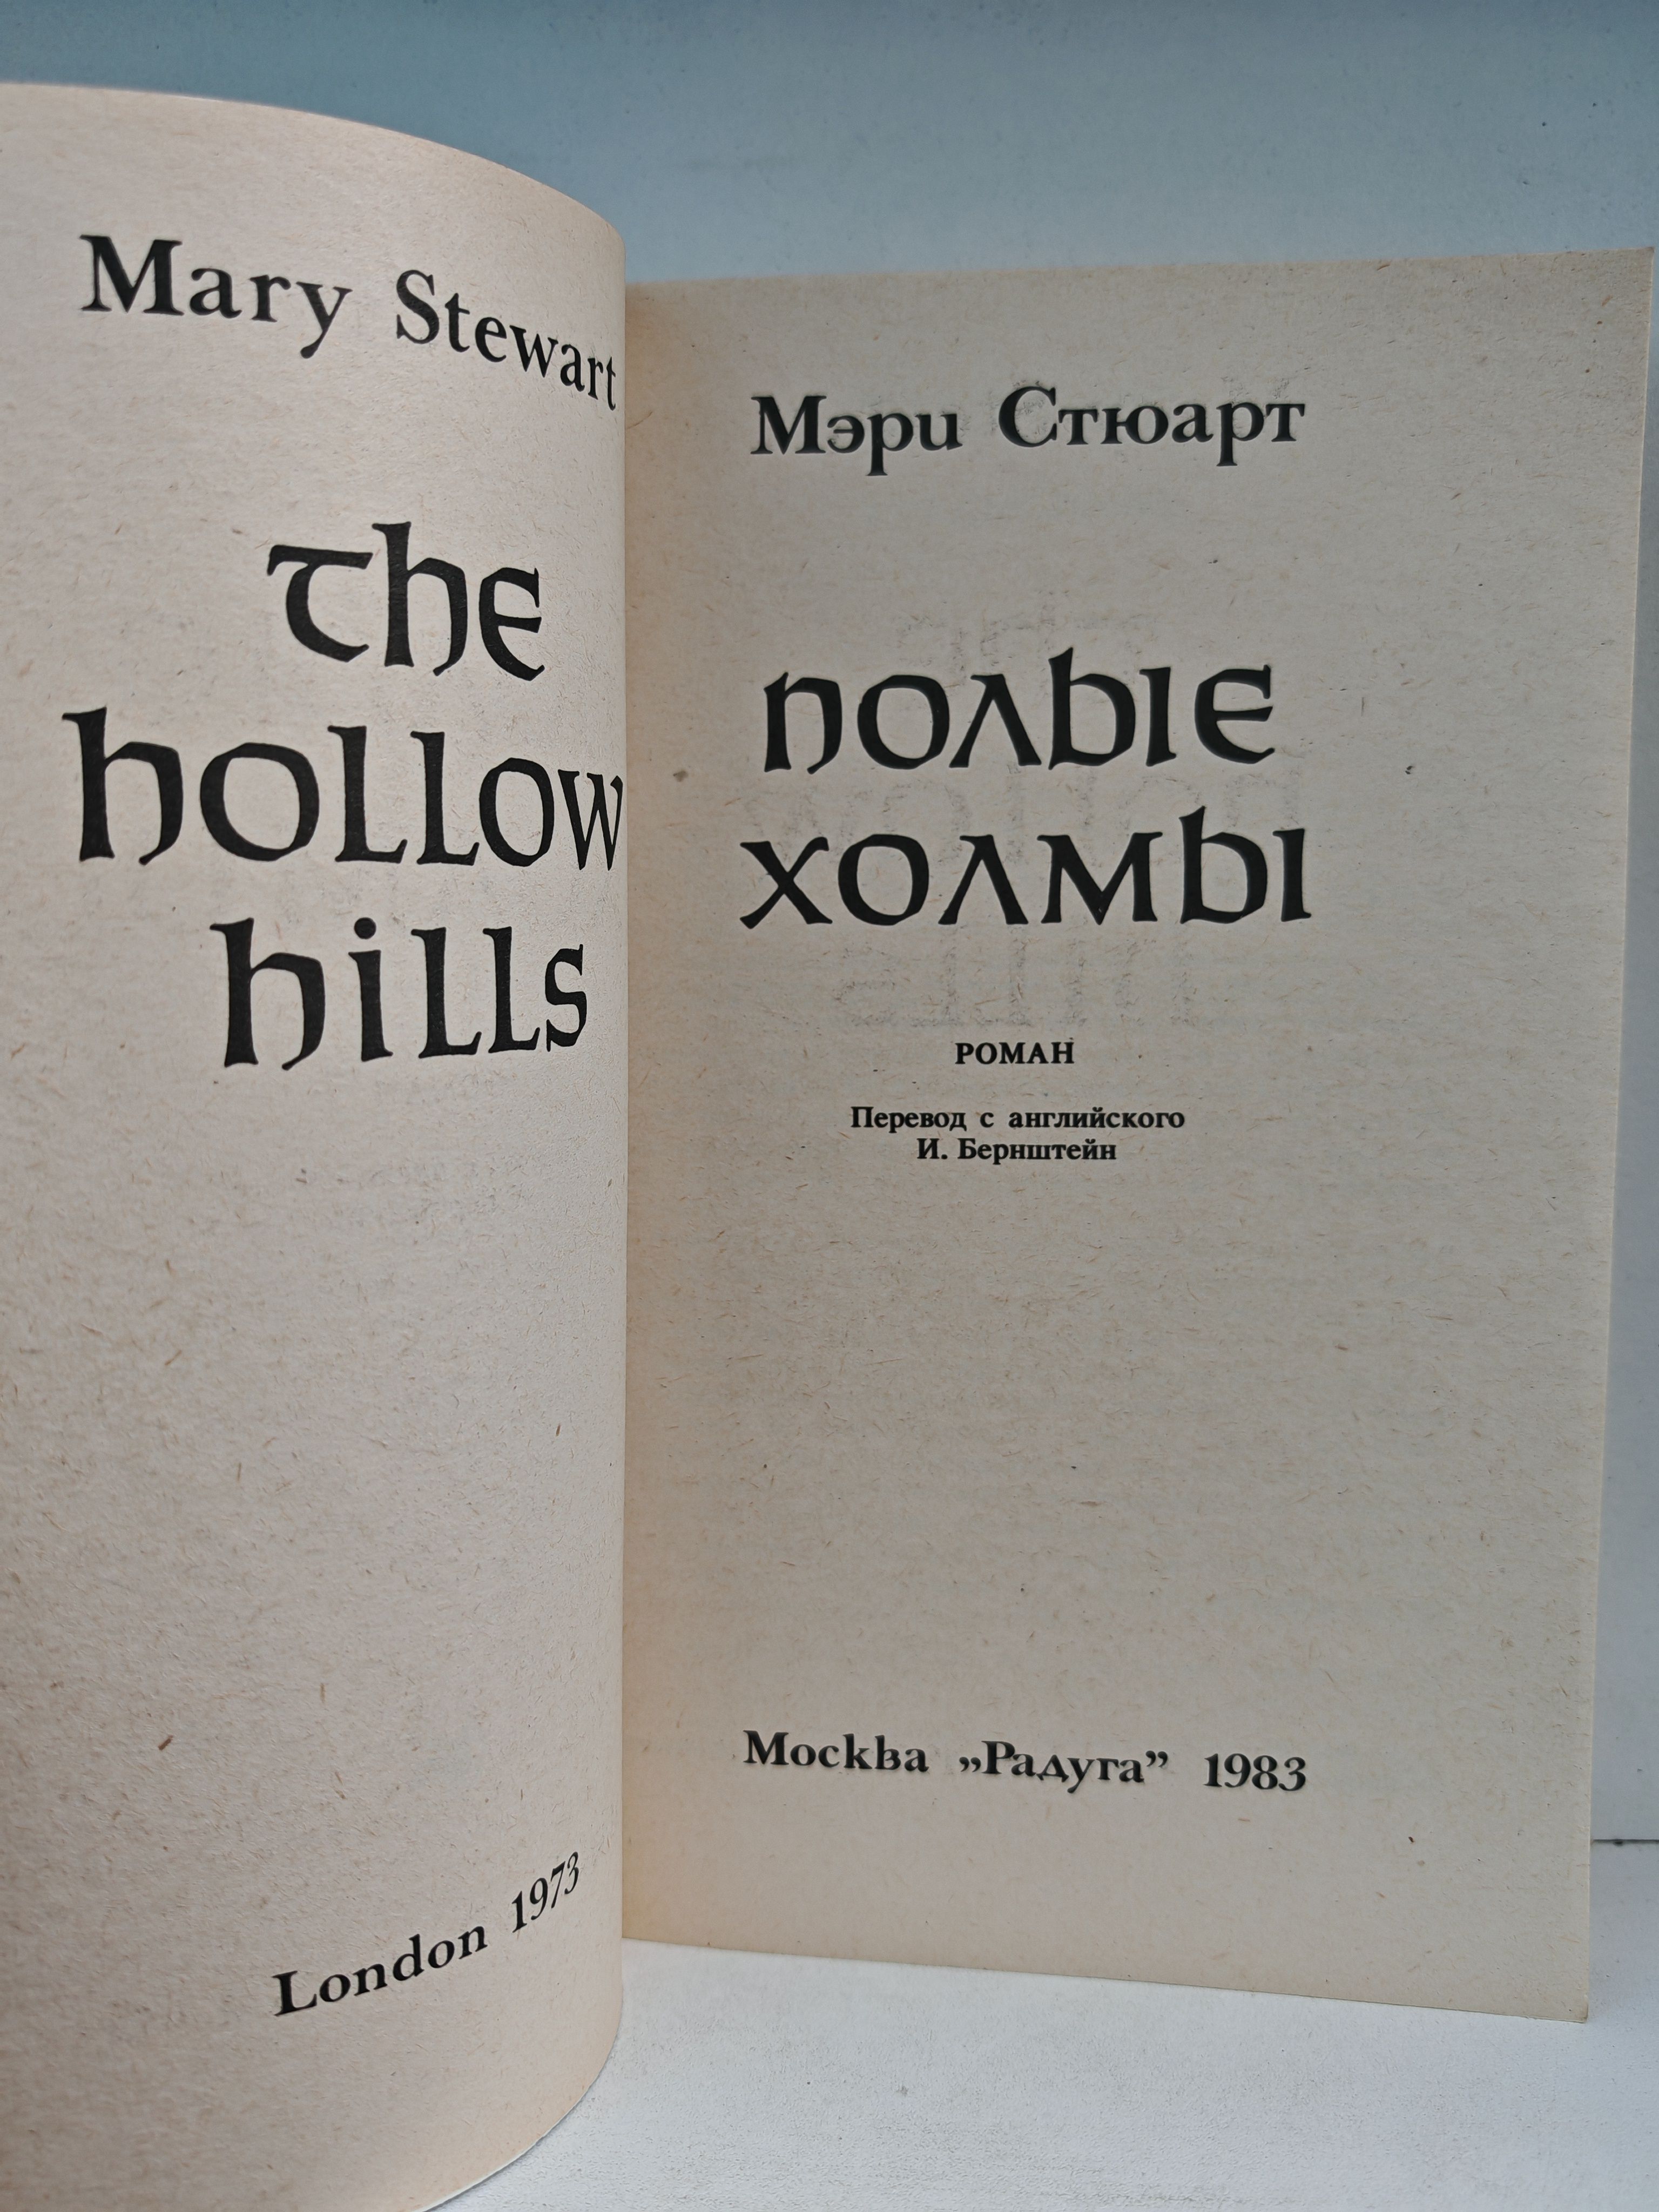 Mary Stewart
the
hollow
hills
London 1973
Мэри Стюарт
полые
холмы
РОМАН
Перевод с английского
И. Бернштейн
Москва „Радуга” 1983